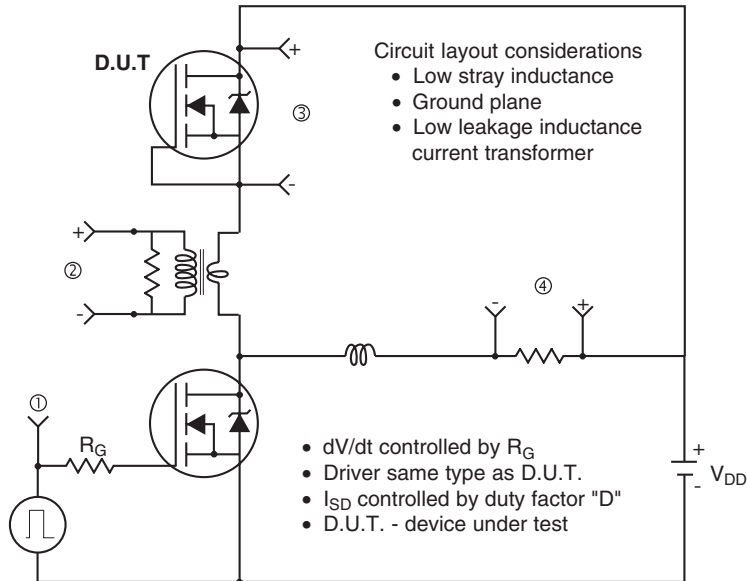 D.U.T
+
③
-
Circuit layout considerations
• Low stray inductance
• Ground plane
• Low leakage inductance
current transformer
+
②
-
-
④
+
①
R_G
• dV/dt controlled by R_G
• Driver same type as D.U.T.
• I_SD controlled by duty factor "D"
• D.U.T. - device under test
+
-
V_DD